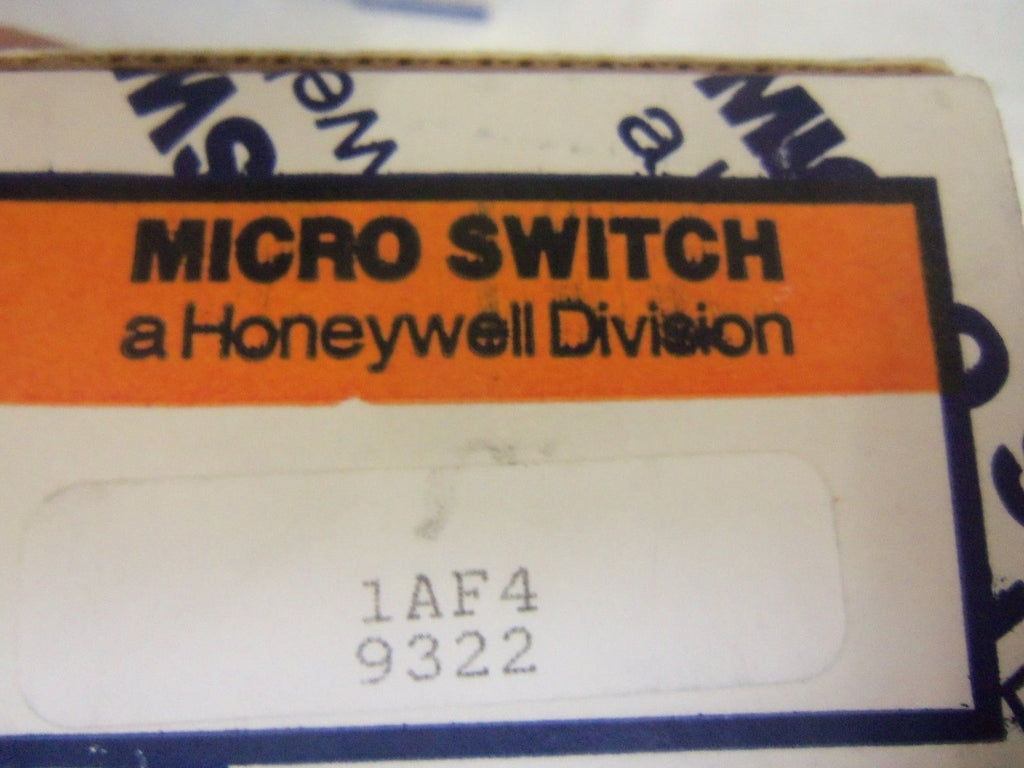 MICRO SWITCH
a Honeywell Division
1AF4
9322